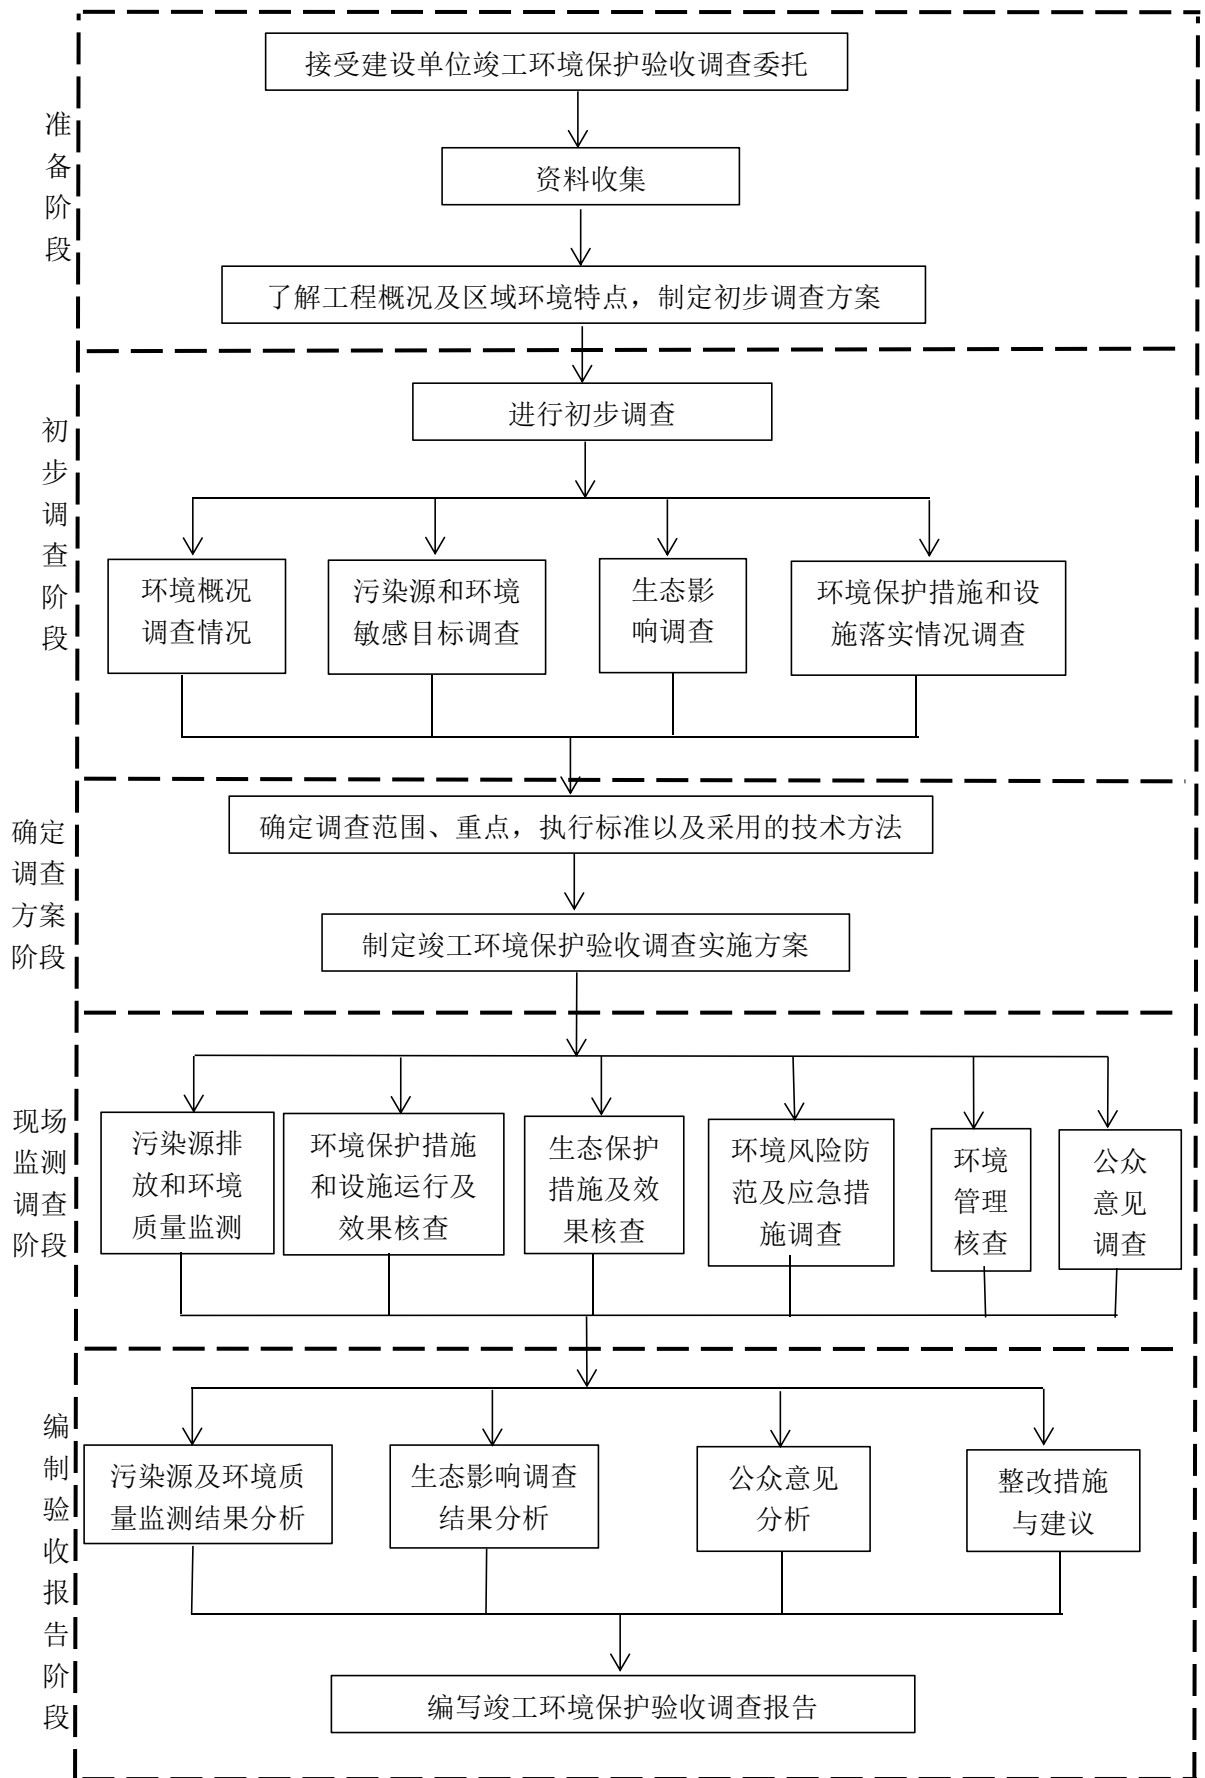 准
备
阶
段
接受建设单位竣工环境保护验收调查委托
资料收集
了解工程概况及区域环境特点，制定初步调查方案
初
步
调
查
阶
段
进行初步调查
环境概况
调查情况
污染源和环境
敏感目标调查
生态影
响调查
环境保护措施和设
施落实情况调查
确定
调查
方案
阶段
确定调查范围、重点，执行标准以及采用的技术方法
制定竣工环境保护验收调查实施方案
现场
监测
调查
阶段
污染源排
放和环境
质量监测
环境保护措施
和设施运行及
效果核查
生态保护
措施及效
果核查
环境风险防
范及应急措
施调查
环境
管理
核查
公众
意见
调查
编
制
验
收
报
告
阶
段
污染源及环境质
量监测结果分析
生态影响调查
结果分析
公众意见
分析
整改措施
与建议
编写竣工环境保护验收调查报告